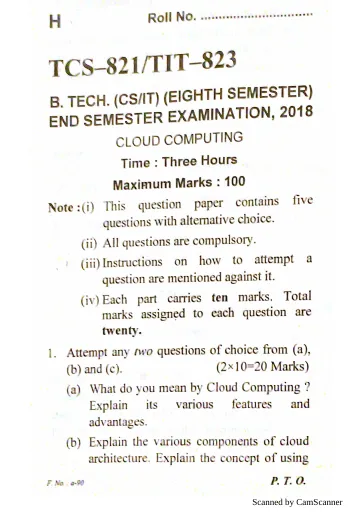 H
Roll No. ..............................
TCS–821/TIT–823
B. TECH. (CS/IT) (EIGHTH SEMESTER)
END SEMESTER EXAMINATION, 2018
CLOUD COMPUTING
Time : Three Hours
Maximum Marks : 100
Note :(i) This question paper contains five
questions with alternative choice.
(ii) All questions are compulsory.
(iii) Instructions on how to attempt a
question are mentioned against it.
(iv) Each part carries ten marks. Total
marks assigned to each question are
twenty.
1. Attempt any two questions of choice from (a),
(b) and (c). (2×10=20 Marks)
(a) What do you mean by Cloud Computing ?
Explain its various features and
advantages.
(b) Explain the various components of cloud
architecture. Explain the concept of using
F. No. : a-90 P. T. O.
Scanned by CamScanner